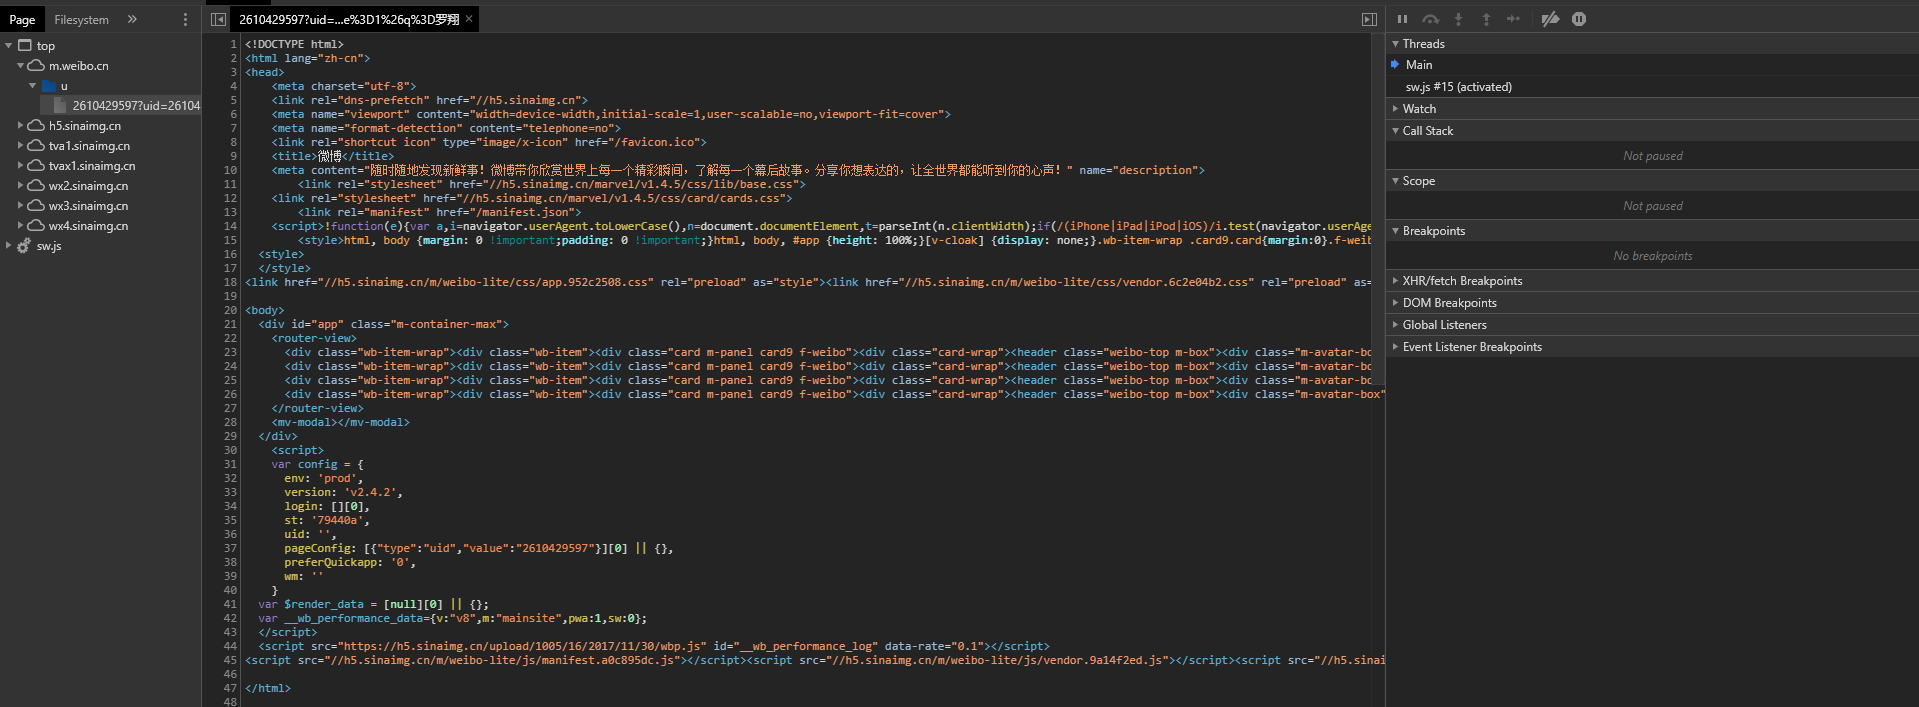 Page
Filesystem
top
m.weibo.cn
u
2610429597?uid=26104
h5.sinaimg.cn
tva1.sinaimg.cn
tvax1.sinaimg.cn
wx2.sinaimg.cn
wx3.sinaimg.cn
wx4.sinaimg.cn
sw.js
2610429597?uid=...e%3D1%26q%3D罗翔 ×
1 <!DOCTYPE html>
2 <html lang="zh-cn">
3 <head>
4 <meta charset="utf-8">
5 <link rel="dns-prefetch" href="//h5.sinaimg.cn">
6 <meta name="viewport" content="width=device-width,initial-scale=1,user-scalable=no,viewport-fit=cover">
7 <meta name="format-detection" content="telephone=no">
8 <link rel="shortcut icon" type="image/x-icon" href="/favicon.ico">
9 <title>微博</title>
10 <meta content="随时随地发现新鲜事！微博带你欣赏世界上每一个精彩瞬间，了解每一个幕后故事。分享你想表达的，让全世界都能听到你的心声！" name="description">
11 <link rel="stylesheet" href="//h5.sinaimg.cn/marvel/v1.4.5/css/lib/base.css">
12 <link rel="stylesheet" href="//h5.sinaimg.cn/marvel/v1.4.5/css/card/cards.css">
13 <link rel="manifest" href="/manifest.json">
14 <script>!function(e){var a,i=navigator.userAgent.toLowerCase(),n=document.documentElement,t=parseInt(n.clientWidth);if(/(iPhone|iPad|iPod|iOS)/i.test(navigator.userAge
15 <style>html, body {margin: 0 !important;padding: 0 !important;}html, body, #app {height: 100%;}[v-cloak] {display: none;}.wb-item-wrap .card9.card{margin:0}.f-weib
16 <style>
17 </style>
18 <link href="//h5.sinaimg.cn/m/weibo-lite/css/app.952c2508.css" rel="preload" as="style"><link href="//h5.sinaimg.cn/m/weibo-lite/css/vendor.6c2e04b2.css" rel="preload" as=
19
20 <body>
21 <div id="app" class="m-container-max">
22 <router-view>
23 <div class="wb-item-wrap"><div class="wb-item"><div class="card m-panel card9 f-weibo"><div class="card-wrap"><header class="weibo-top m-box"><div class="m-avatar-bo
24 <div class="wb-item-wrap"><div class="wb-item"><div class="card m-panel card9 f-weibo"><div class="card-wrap"><header class="weibo-top m-box"><div class="m-avatar-bo
25 <div class="wb-item-wrap"><div class="wb-item"><div class="card m-panel card9 f-weibo"><div class="card-wrap"><header class="weibo-top m-box"><div class="m-avatar-bo
26 <div class="wb-item-wrap"><div class="wb-item"><div class="card m-panel card9 f-weibo"><div class="card-wrap"><header class="weibo-top m-box"><div class="m-avatar-box"
27 </router-view>
28 <mv-modal></mv-modal>
29 </div>
30 <script>
31 var config = {
32 env: 'prod',
33 version: 'v2.4.2',
34 login: [][0],
35 st: '79440a',
36 uid: '',
37 pageConfig: [{"type":"uid","value":"2610429597"}][0] || {},
38 preferQuickapp: '0',
39 wm: ''
40 }
41 var $render_data = [null][0] || {};
42 var __wb_performance_data={v:"v8",m:"mainsite",pwa:1,sw:0};
43 </script>
44 <script src="https://h5.sinaimg.cn/upload/1005/16/2017/11/30/wbp.js" id="__wb_performance_log" data-rate="0.1"></script>
45 <script src="//h5.sinaimg.cn/m/weibo-lite/js/manifest.a0c895dc.js"></script><script src="//h5.sinaimg.cn/m/weibo-lite/js/vendor.9a14f2ed.js"></script><script src="//h5.sinai
46
47 </html>
48
Threads
Main
sw.js #15 (activated)
Watch
Call Stack
Not paused
Scope
Not paused
Breakpoints
No breakpoints
XHR/fetch Breakpoints
DOM Breakpoints
Global Listeners
Event Listener Breakpoints